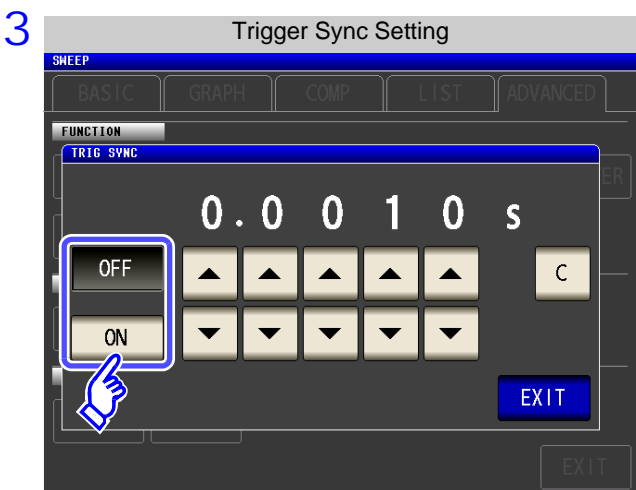 3
Trigger Sync Setting
SWEEP
BASIC GRAPH COMP LIST ADVANCED
FUNCTION
TRIG SYNC
ER
0.0010 s
OFF
C
ON
EXIT
EXIT